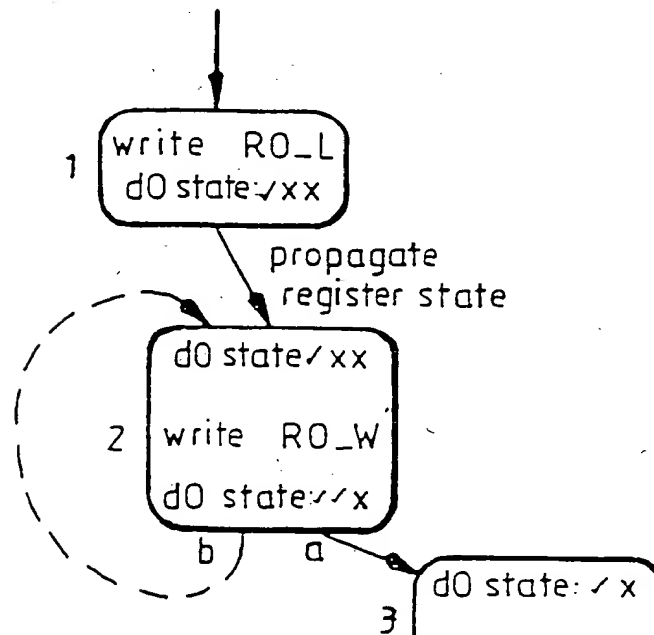 write RO_L
1
dO state:✓xx
propagate
register state
dO state✓xx
2 write RO_W
dO state:✓✓x
b a
dO state: ✓ x
3